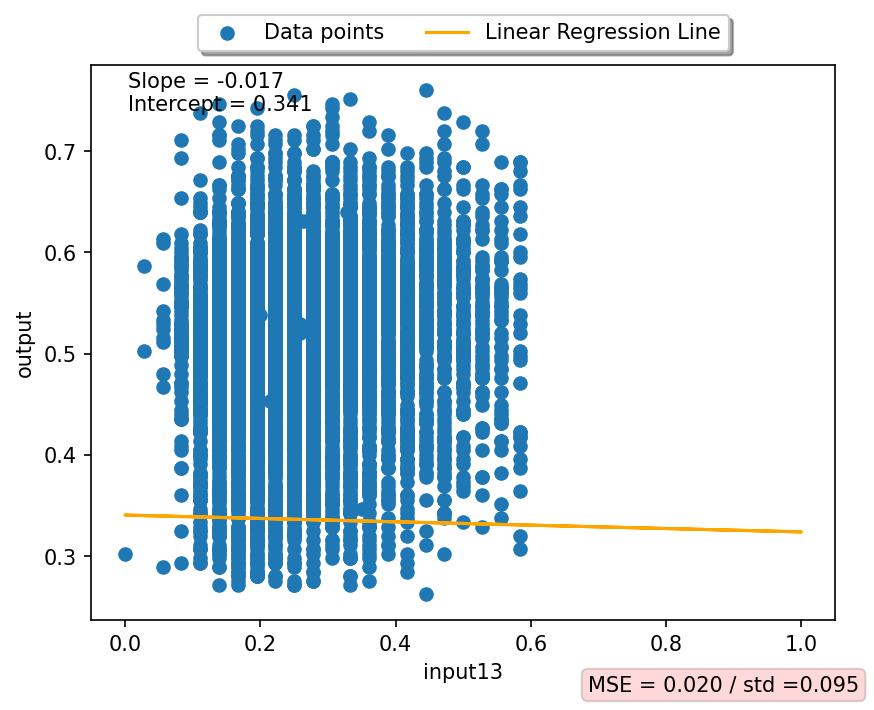 Data points
Linear Regression Line
Slope = -0.017
Intercept = 0.341
0.7
0.6
0.5
0.4
0.3
output
0.0 0.2 0.4 0.6 0.8 1.0
input13
MSE = 0.020 / std =0.095